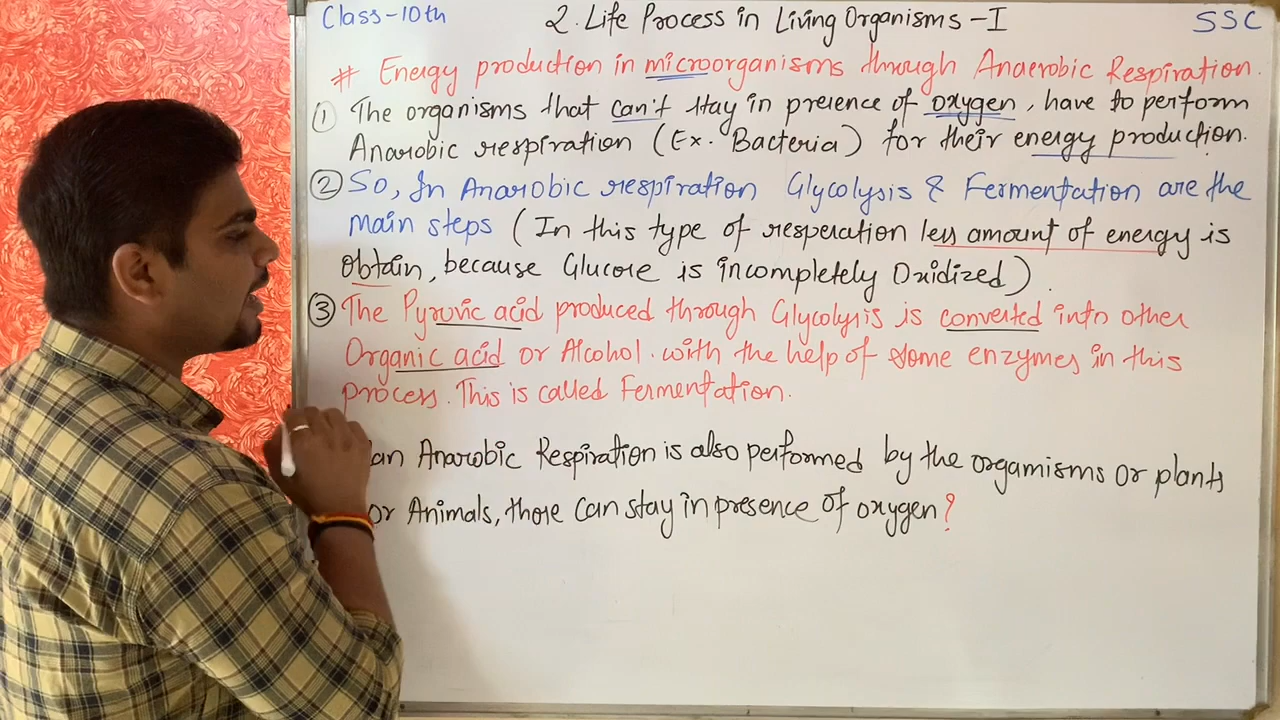 Class-10th
2. Life Process in Living Organisms - I
SSC
# Energy production in microorganisms through Anaerobic Respiration.
① The organisms that can't stay in presence of oxygen, have to perform
Anarobic respiration (Ex. Bacteria) for their energy production.
② So, In Anarobic respiration Glycolysis & Fermentation are the
main steps (In this type of resperation less amount of energy is
obtain, because Glucose is incompletely Oxidized).
③ The Pyruvic acid produced through Glycolysis is converted into other
Organic acid or Alcohol. with the help of some enzymes in this
process. This is called Fermentation.
an Anarobic Respiration is also performed by the orgamisms or plants
or Animals, those can stay in presence of oxygen?